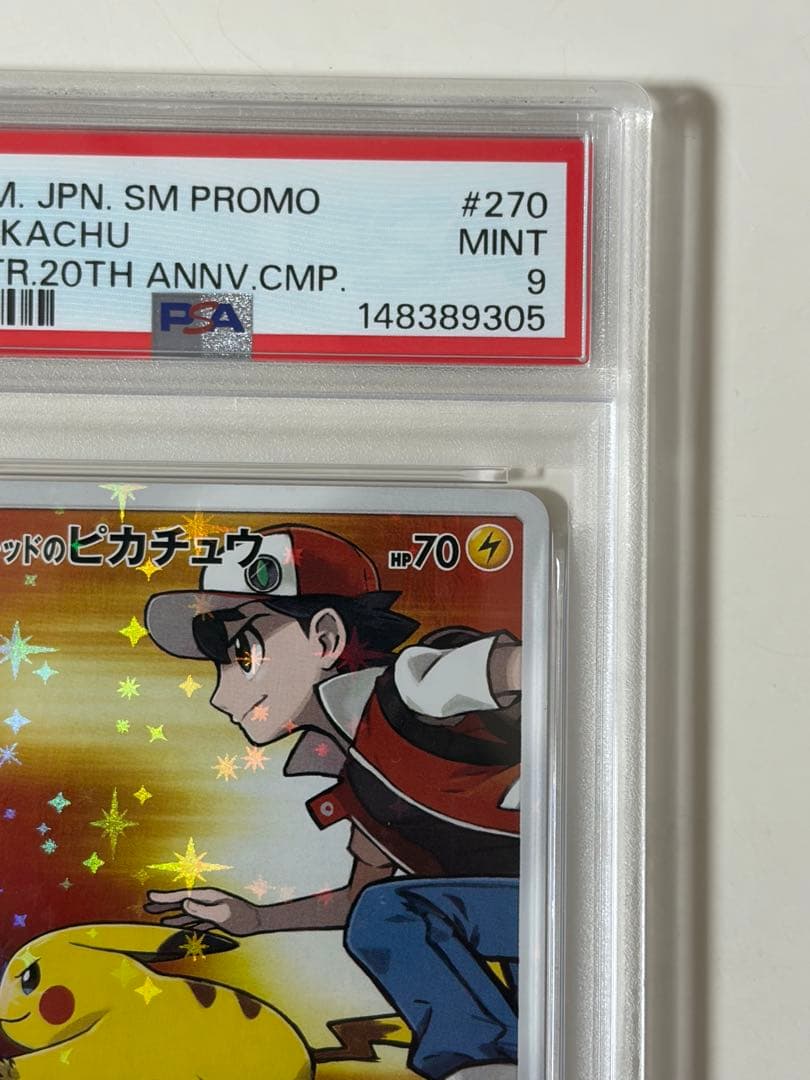 M. JPN. SM PROMO #270
KACHU MINT
TR.20TH ANNV.CMP. 9
PSA 148389305
ッドのピカチュウ HP70